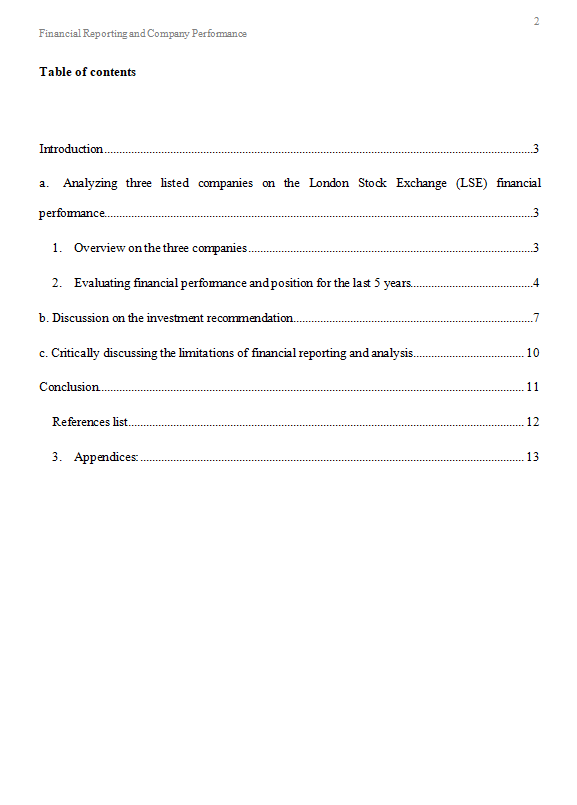 2
Financial Reporting and Company Performance
Table of contents
Introduction........................................3
a. Analyzing three listed companies on the London Stock Exchange (LSE) financial
performance........................................3
1. Overview on the three companies........................................3
2. Evaluating financial performance and position for the last 5 years........................................4
b. Discussion on the investment recommendation........................................7
c. Critically discussing the limitations of financial reporting and analysis........................................10
Conclusion........................................11
References list........................................12
3. Appendices:........................................13